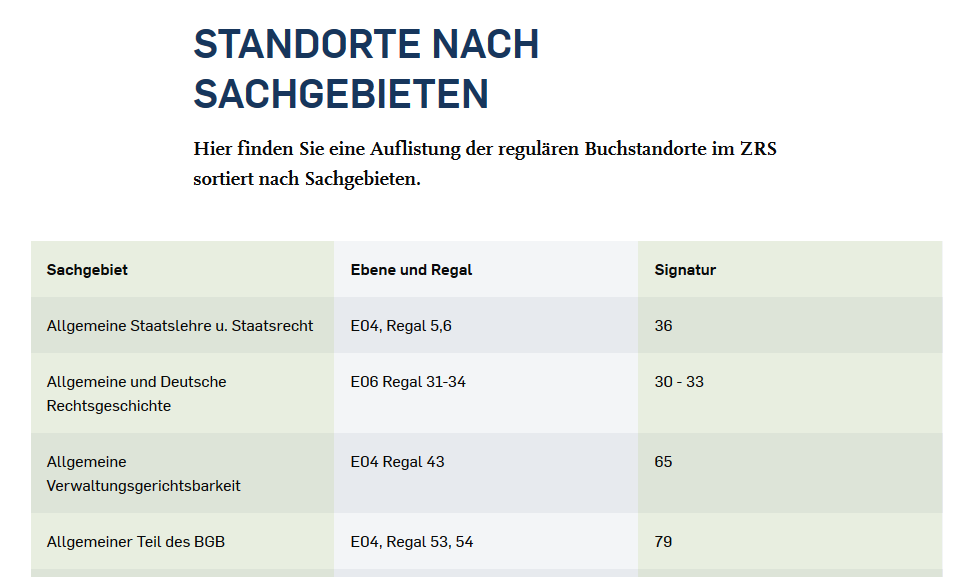 STANDORTE NACH
SACHGEBIETEN
Hier finden Sie eine Auflistung der regulären Buchstandorte im ZRS
sortiert nach Sachgebieten.
Sachgebiet Ebene und Regal Signatur
Allgemeine Staatslehre u. Staatsrecht E04, Regal 5,6 36
Allgemeine und Deutsche E06 Regal 31-34 30 - 33
Rechtsgeschichte
Allgemeine E04 Regal 43 65
Verwaltungsgerichtsbarkeit
Allgemeiner Teil des BGB E04, Regal 53, 54 79